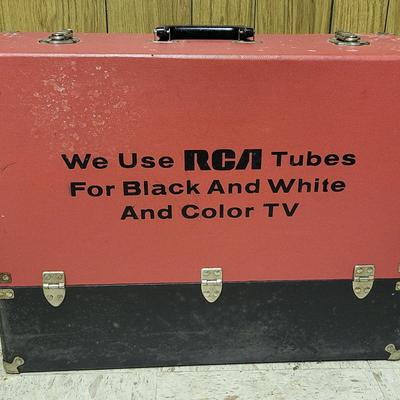 We Use RCA Tubes
For Black And White
And Color TV